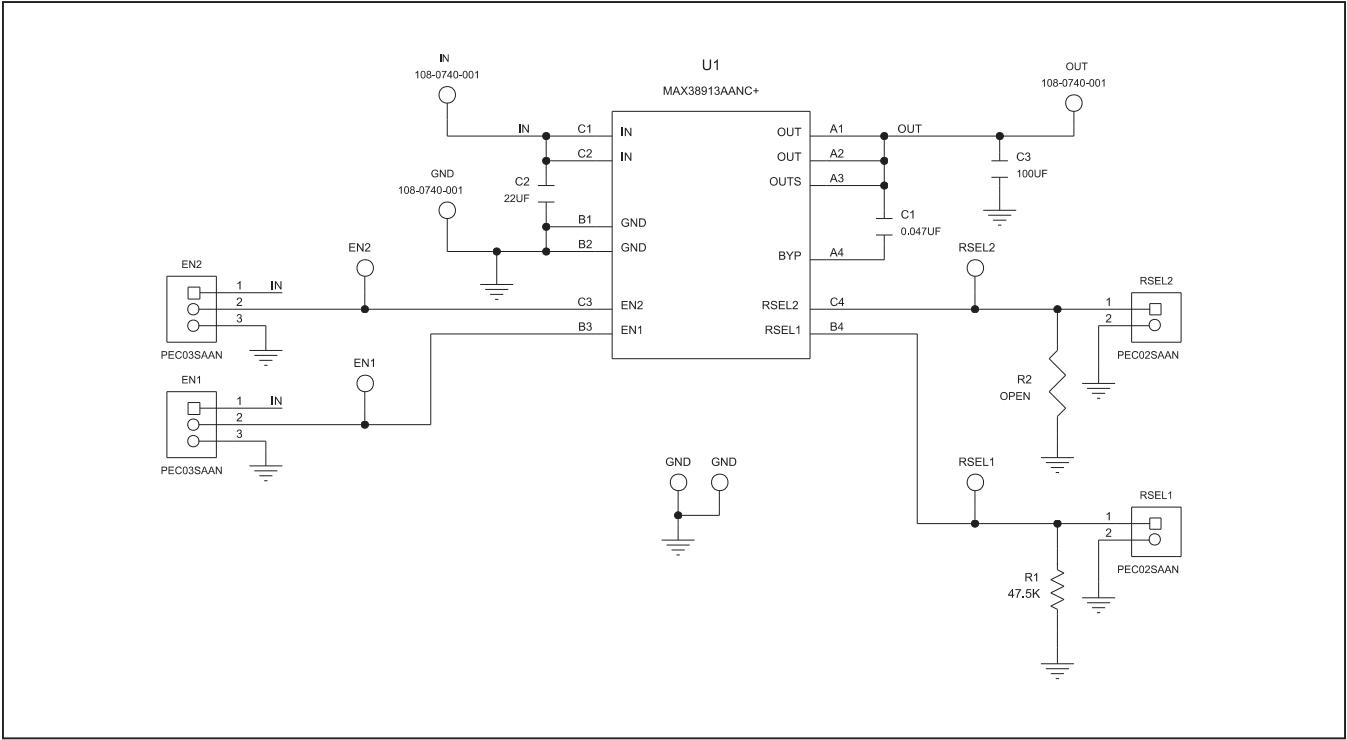 IN
108-0740-001
U1
MAX38913AANC+
OUT
108-0740-001
IN
C1
IN
C2
IN
OUT
A1
OUT
OUT
A2
OUTS
A3
C3
100UF
GND
108-0740-001
C2
22UF
B1
GND
B2
GND
C1
0.047UF
BYP
A4
EN2
EN2
1
IN
2
3
PEC03SAAN
C3
EN2
B3
EN1
RSEL2
C4
RSEL1
B4
RSEL2
RSEL2
1
2
PEC02SAAN
R2
OPEN
EN1
EN1
1
IN
2
3
PEC03SAAN
GND
GND
RSEL1
RSEL1
1
2
PEC02SAAN
R1
47.5K